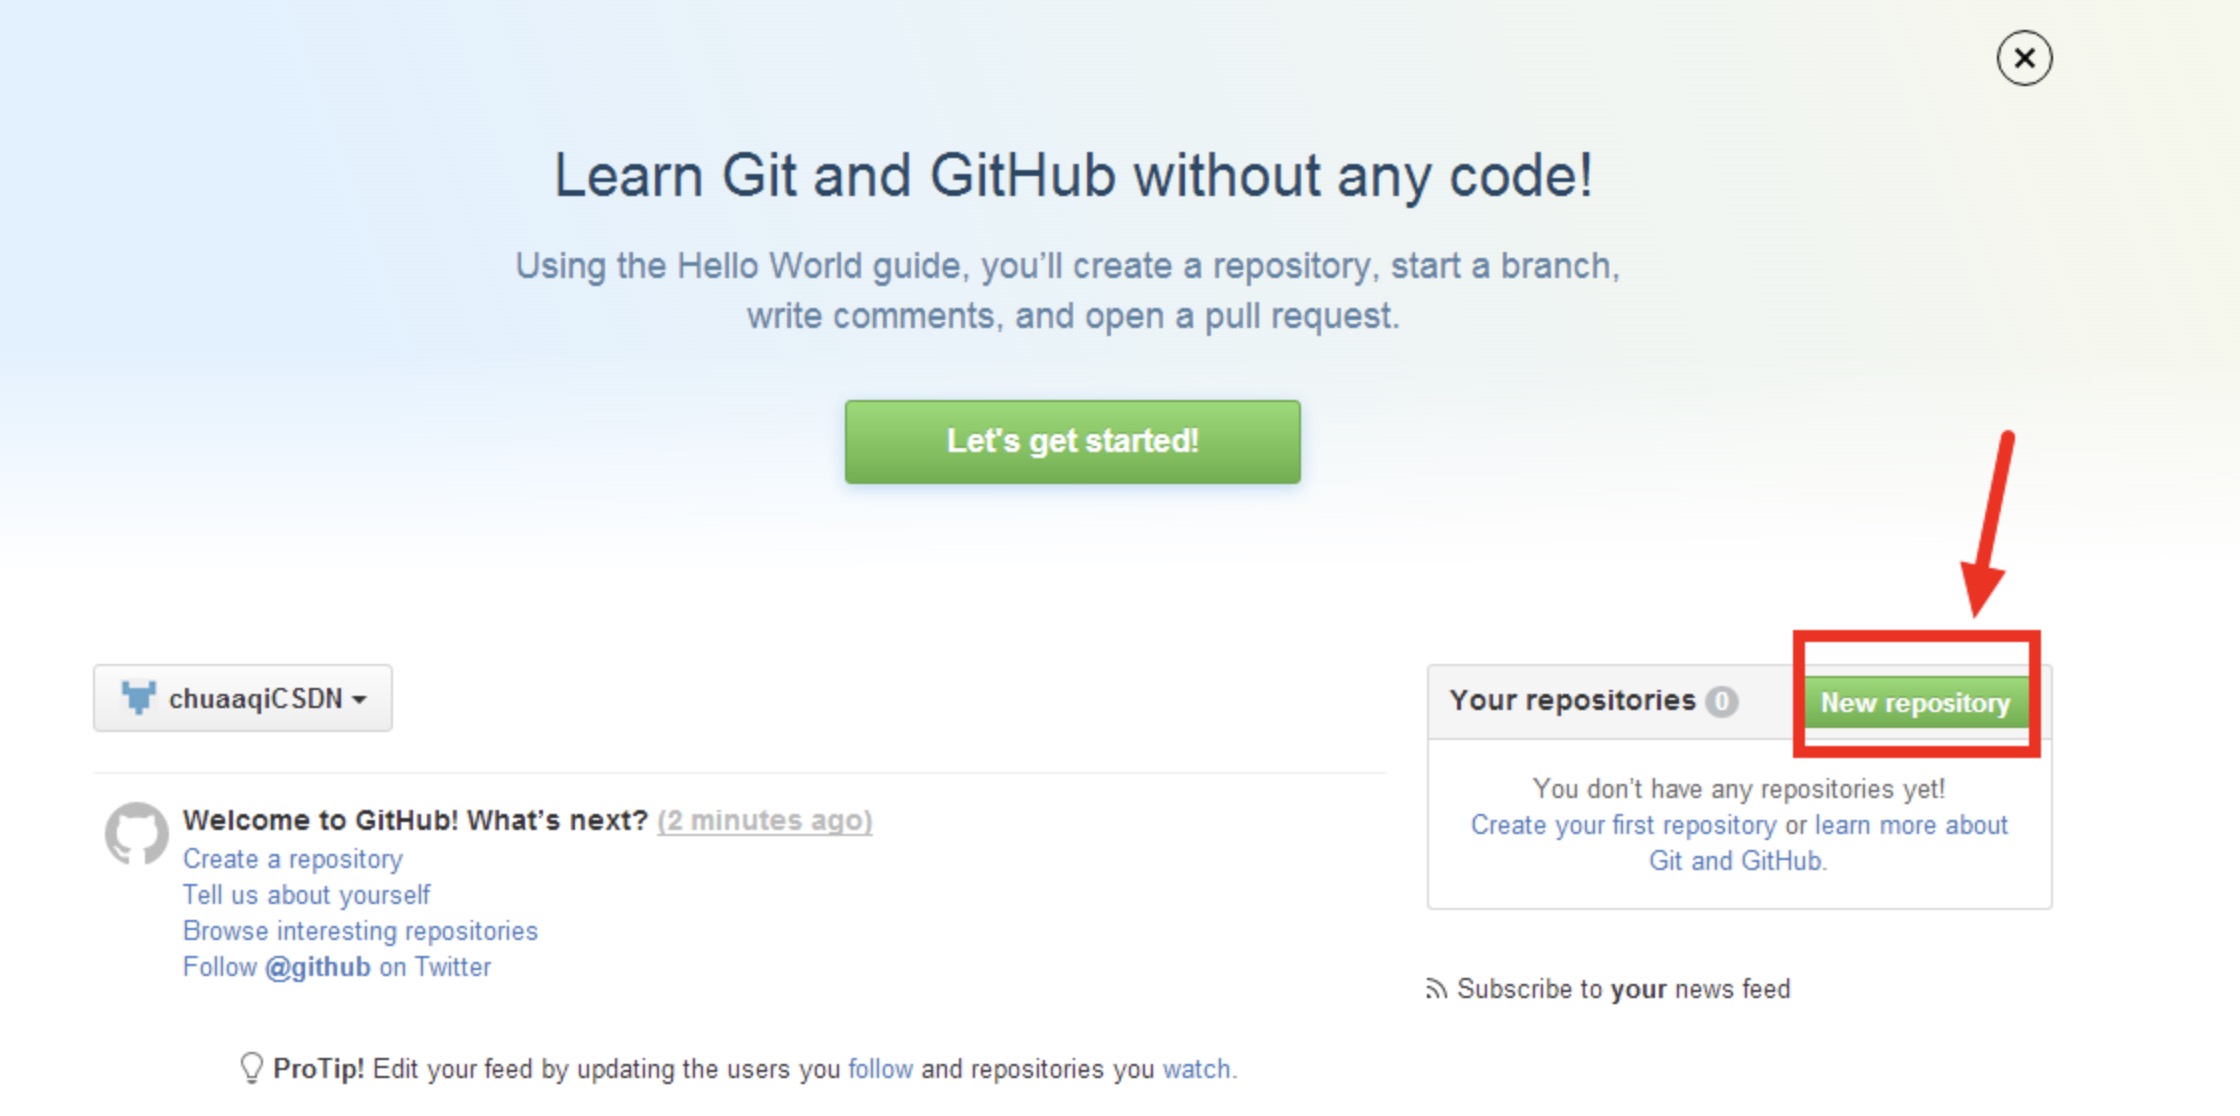 Learn Git and GitHub without any code!
Using the Hello World guide, you’ll create a repository, start a branch,
write comments, and open a pull request.
Let's get started!
chuaaqiCSDN
Welcome to GitHub! What’s next? (2 minutes ago)
Create a repository
Tell us about yourself
Browse interesting repositories
Follow @github on Twitter
ProTip! Edit your feed by updating the users you follow and repositories you watch.
Your repositories 0
New repository
You don’t have any repositories yet!
Create your first repository or learn more about
Git and GitHub.
Subscribe to your news feed